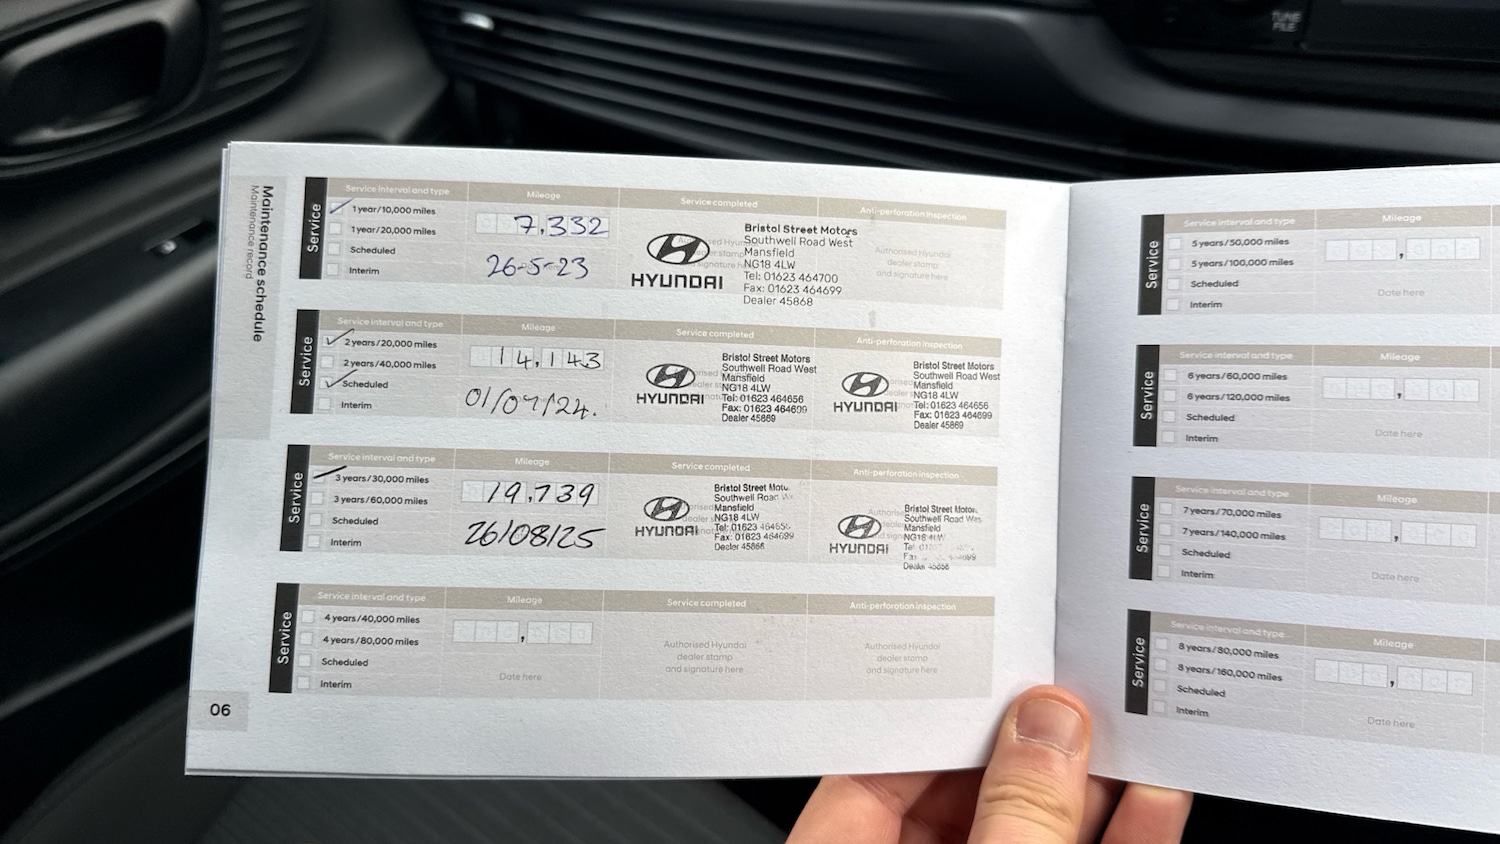 TUNE
FILE
Maintenance schedule
Maintenance record
Service
Service interval and type
Mileage
Service completed
Anti-perforation inspection
1 year/10,000 miles
1 year/20,000 miles
Scheduled
Interim
7,332
26-5-23
HYUNDAI
Bristol Street Motors
Southwell Road West
Mansfield
NG18 4LW
Tel: 01623 464700
Fax: 01623 464699
Dealer 45868
Authorised Hyundai
dealer stamp
and signature here
Service
Service interval and type
Mileage
Service completed
Anti-perforation inspection
2 years/20,000 miles
2 years/40,000 miles
Scheduled
Interim
14,143
01/07/24.
HYUNDAI
Bristol Street Motors
Southwell Road West
Mansfield
NG18 4LW
Tel: 01623 464656
Fax: 01623 464699
Dealer 45869
HYUNDAI
Bristol Street Motors
Southwell Road West
Mansfield
NG18 4LW
Tel: 01623 464656
Fax: 01623 464699
Dealer 45869
Service
Service interval and type
Mileage
Service completed
Anti-perforation inspection
3 years/30,000 miles
3 years/60,000 miles
Scheduled
Interim
19,739
26/08/25
HYUNDAI
Bristol Street
Southwell Road
Mansfield
NG18 4LW
Fax: 01623 464699
HYUNDAI
Bristol Street
Southwell Road
Mansfield
NG18 4LW
Service
Service interval and type
Mileage
Service completed
Anti-perforation inspection
4 years/40,000 miles
4 years/80,000 miles
Scheduled
Interim
Date here
Authorised Hyundai
dealer stamp
and signature here
Authorised Hyundai
dealer stamp
and signature here
06
Service
Service interval and type
Mileage
5 years/50,000 miles
5 years/100,000 miles
Scheduled
Interim
Date here
Service
Service interval and type
Mileage
6 years/60,000 miles
6 years/120,000 miles
Scheduled
Interim
Date here
Service
Service interval and type
Mileage
7 years/70,000 miles
7 years/140,000 miles
Scheduled
Interim
Date here
Service
Service interval and type
Mileage
8 years/80,000 miles
8 years/160,000 miles
Scheduled
Interim
Date here